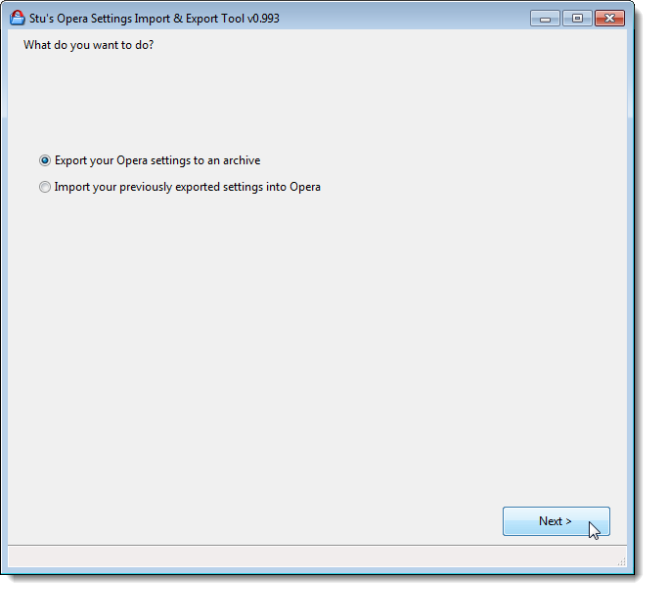 Stu's Opera Settings Import & Export Tool v0.993
What do you want to do?
Export your Opera settings to an archive
Import your previously exported settings into Opera
Next >